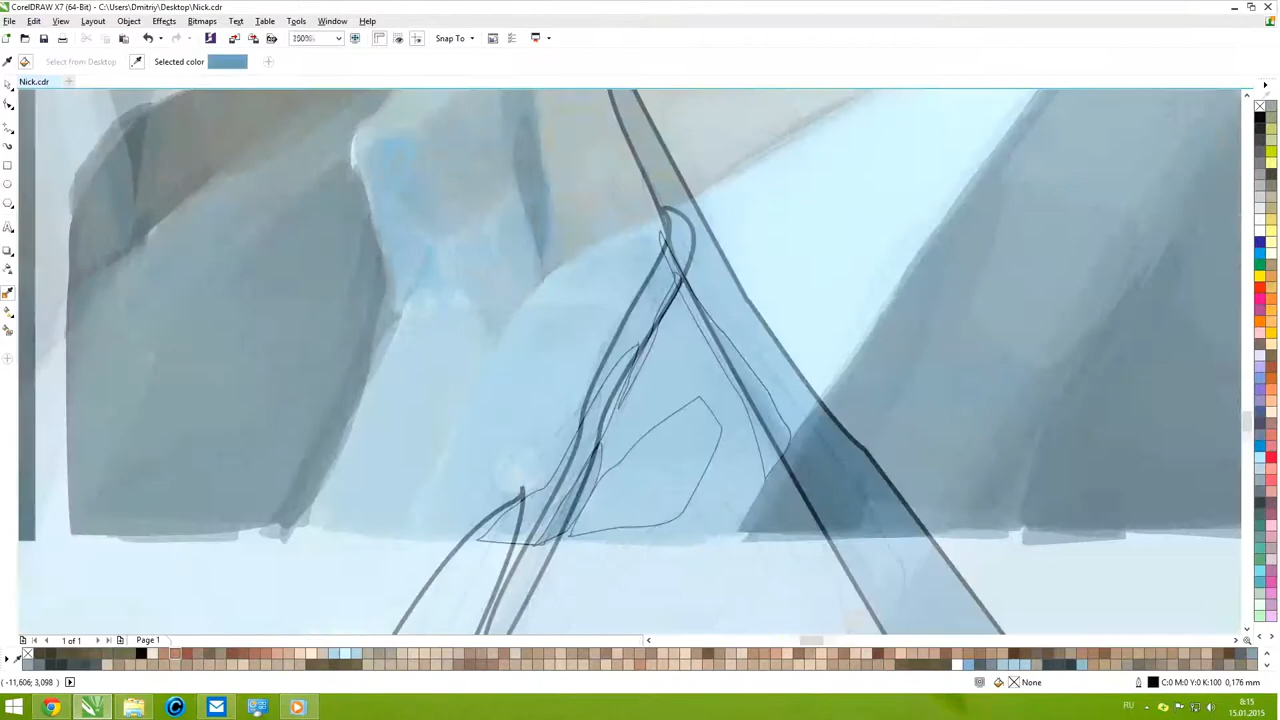 CorelDRAW X7 (64-Bit) - C:\Users\Dmitriy\Desktop\Nick.cdr
File Edit View Layout Object Effects Bitmaps Text Table Tools Window Help
Snap To
Select from Desktop Selected color
Nick.cdr
1 of 1 Page 1
(-11,606; 3,098 ) None C:0 M:0 Y:0 K:100 0,176 mm
RU 8:15
15.01.2015